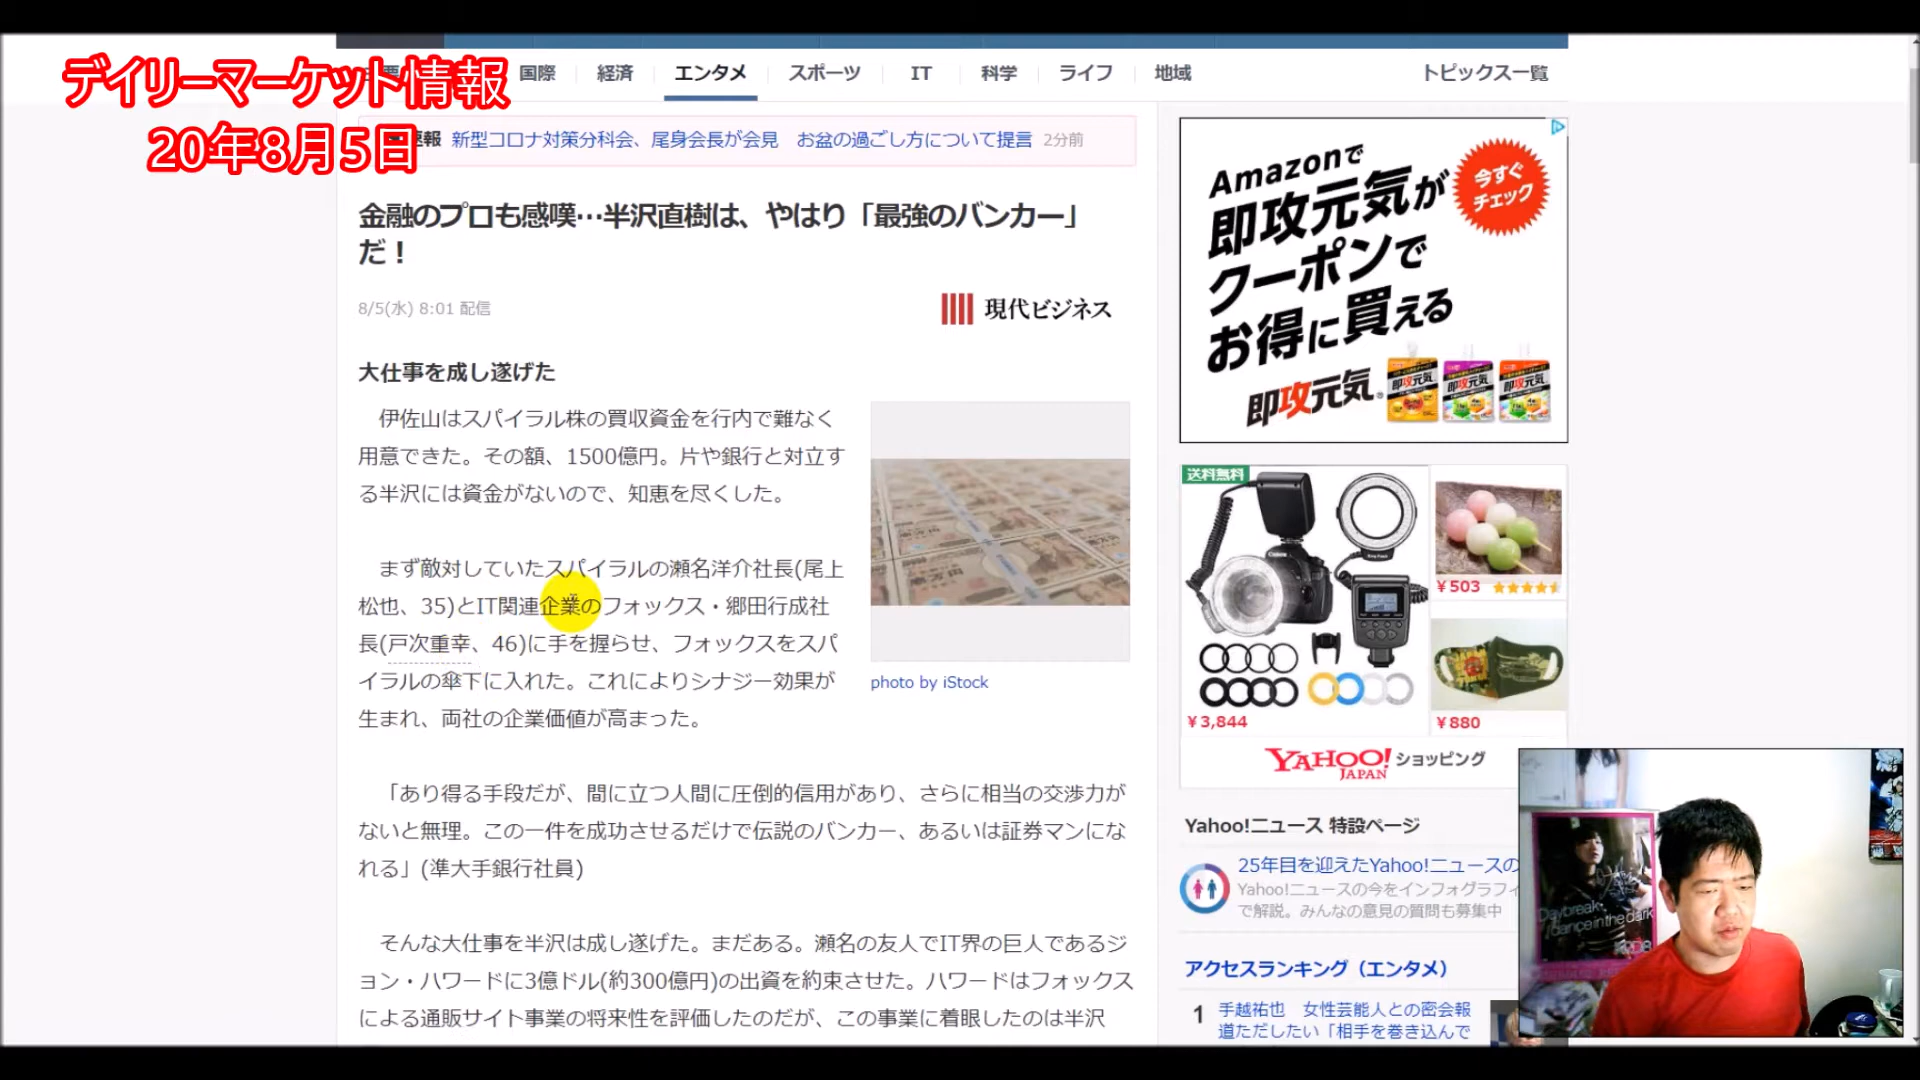 デイリーマーケット情報
20年8月5日
国際 経済 エンタメ スポーツ IT 科学 ライフ 地域 トピックス一覧
速報 新型コロナ対策分科会、尾身会長が会見 お盆の過ごし方について提言 2分前
金融のプロも感嘆…半沢直樹は、やはり「最強のバンカー」
だ！
8/5(水) 8:01 配信
現代ビジネス
大仕事を成し遂げた
伊佐山はスパイラル株の買収資金を行内で難なく
用意できた。その額、1500億円。片や銀行と対立す
る半沢には資金がないので、知恵を尽くした。
まず敵対していたスパイラルの瀬名洋介社長(尾上
松也、35)とIT関連企業のフォックス・郷田行成社
長(戸次重幸、46)に手を握らせ、フォックスをスパ
イラルの傘下に入れた。これによりシナジー効果が
生まれ、両社の企業価値が高まった。
photo by iStock
「あり得る手段だが、間に立つ人間に圧倒的信用があり、さらに相当の交渉力が
ないと無理。この一件を成功させるだけで伝説のバンカー、あるいは証券マンにな
れる」(準大手銀行社員)
そんな大仕事を半沢は成し遂げた。まだある。瀬名の友人でIT界の巨人であるジ
ョン・ハワードに3億ドル(約300億円)の出資を約束させた。ハワードはフォックス
による通販サイト事業の将来性を評価したのだが、この事業に着眼したのは半沢
Amazonで
即攻元気が
クーポンで
お得に買える
今すぐ
チェック
即攻元気
送料無料
¥3,844
¥503
¥880
YAHOO! JAPAN ショッピング
Yahoo!ニュース 特設ページ
25年目を迎えたYahoo!ニュースの
Yahoo!ニュースの今をインフォグラフィ
で解説。みんなの意見の質問も募集中
アクセスランキング（エンタメ）
1 手越祐也 女性芸能人との密会報
道ただしたい「相手を巻き込んで
Daybreak
dance in the dark